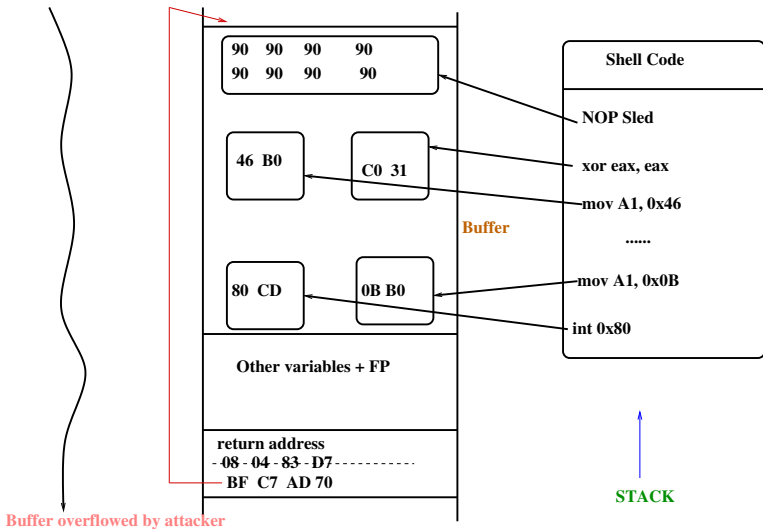 90 90 90 90
90 90 90 90
46 B0
C0 31
Buffer
80 CD
0B B0
Other variables + FP
return address
08 04 83 D7
BF C7 AD 70
Buffer overflowed by attacker
Shell Code
NOP Sled
xor eax, eax
mov A1, 0x46
......
mov A1, 0x0B
int 0x80
STACK